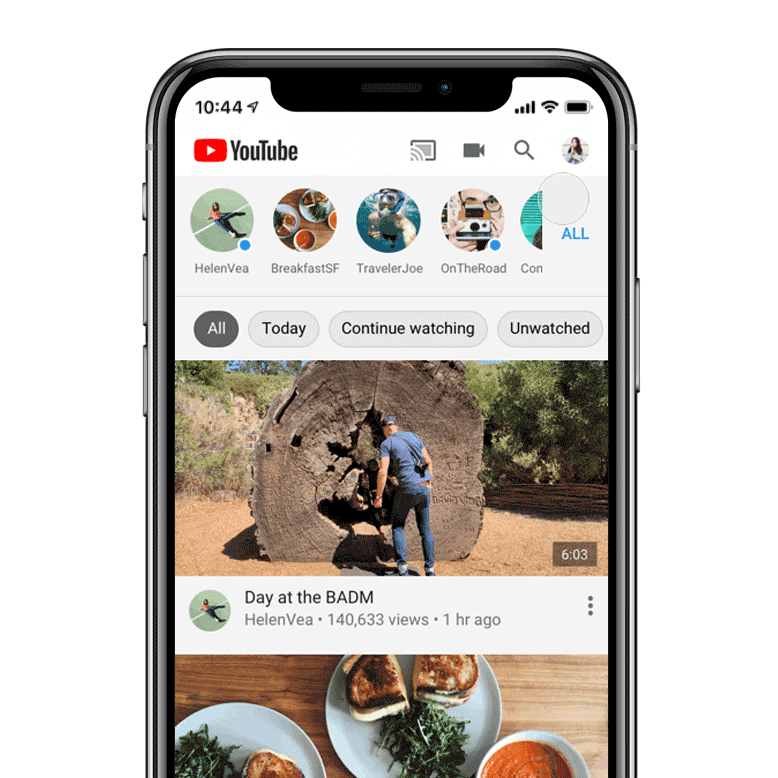 10:44
YouTube
ALL
HelenVea BreakfastSF TravelerJoe OnTheRoad Con
All Today Continue watching Unwatched
6:03
Day at the BADM
HelenVea • 140,633 views • 1 hr ago